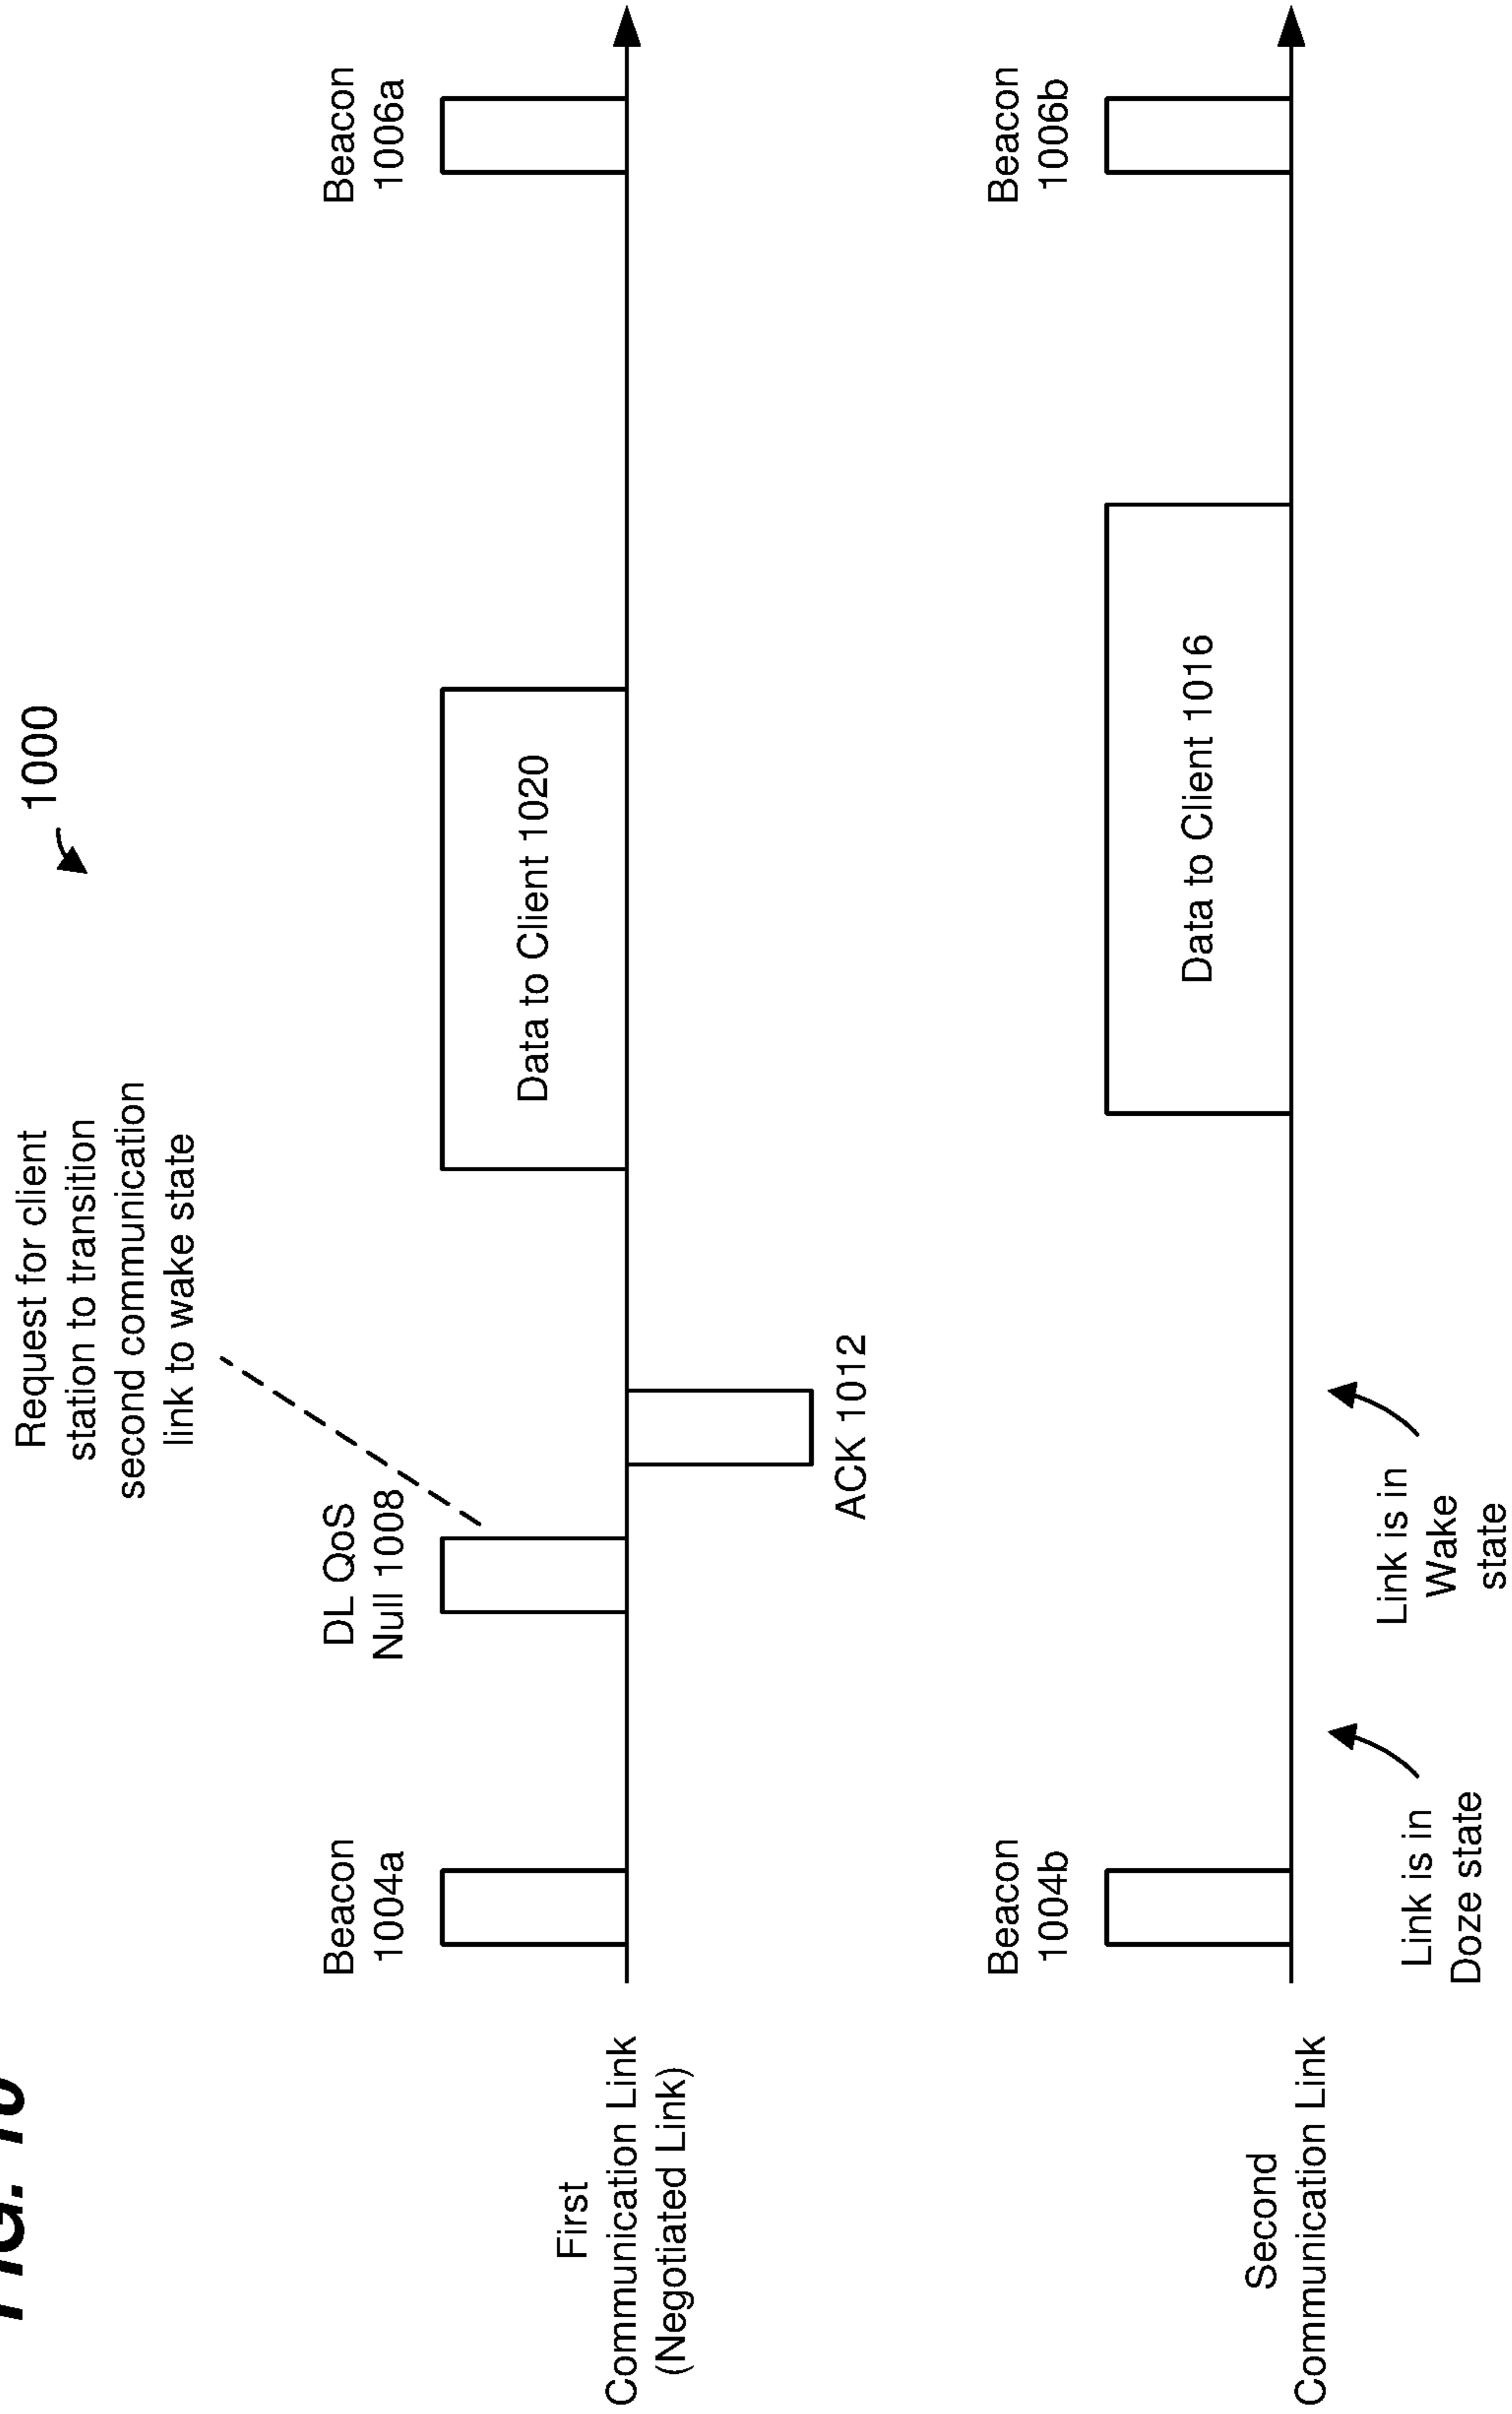 FIG. 10
1000
Request for client
station to transition
second communication
link to wake state
Beacon
1004a
DL QoS
Null 1008
Data to Client 1020
Beacon
1006a
ACK 1012
First
Communication Link
(Negotiated Link)
Beacon
1004b
Data to Client 1016
Beacon
1006b
Second
Communication Link
Link is in
Doze state
Link is in
Wake
state